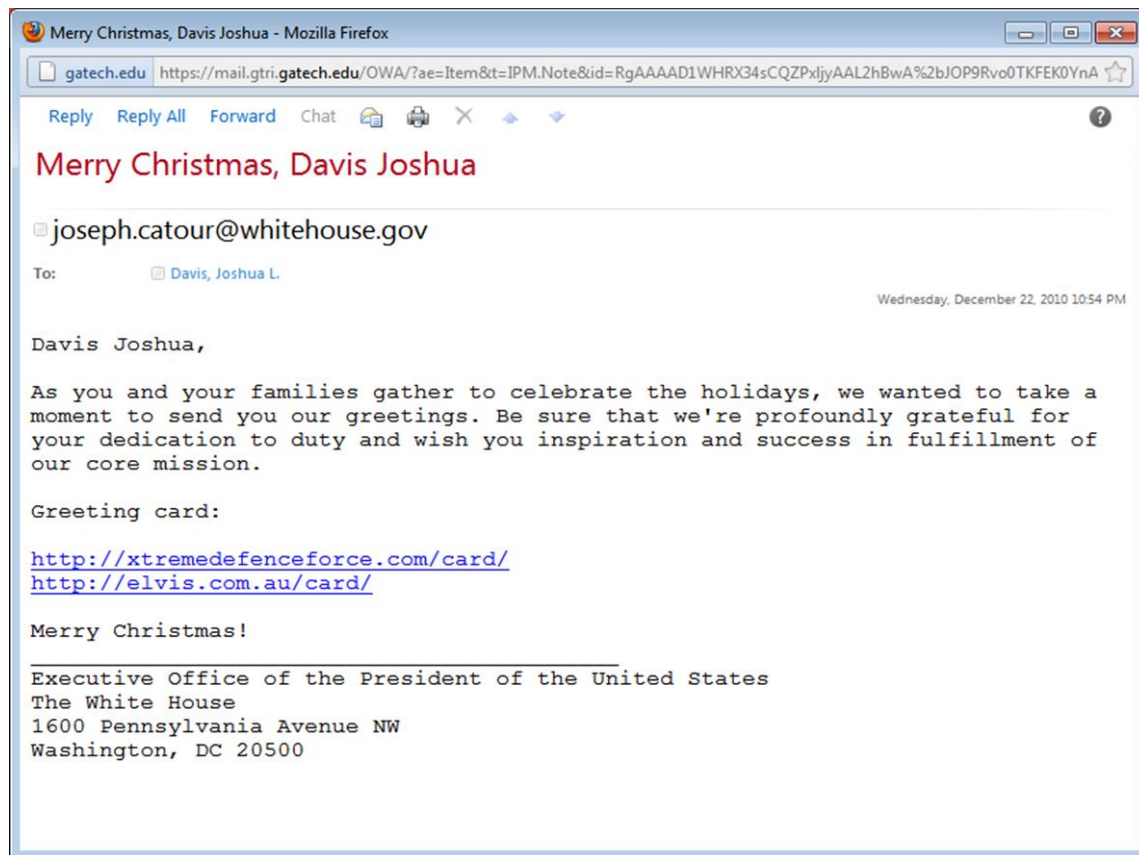 Merry Christmas, Davis Joshua - Mozilla Firefox
gatech.edu https://mail.gtri.gatech.edu/OWA/?ae=Item&t=IPM.Note&id=RgAAAAD1WHRX34sCQZPxljyAAL2hBwA%2bJOP9Rvo0TKFEK0YnA
Reply Reply All Forward Chat
Merry Christmas, Davis Joshua
joseph.catour@whitehouse.gov
To: Davis, Joshua L.
Wednesday, December 22, 2010 10:54 PM
Davis Joshua,
As you and your families gather to celebrate the holidays, we wanted to take a
moment to send you our greetings. Be sure that we're profoundly grateful for
your dedication to duty and wish you inspiration and success in fulfillment of
our core mission.
Greeting card:
http://xtremedefenceforce.com/card/
http://elvis.com.au/card/
Merry Christmas!
Executive Office of the President of the United States
The White House
1600 Pennsylvania Avenue NW
Washington, DC 20500